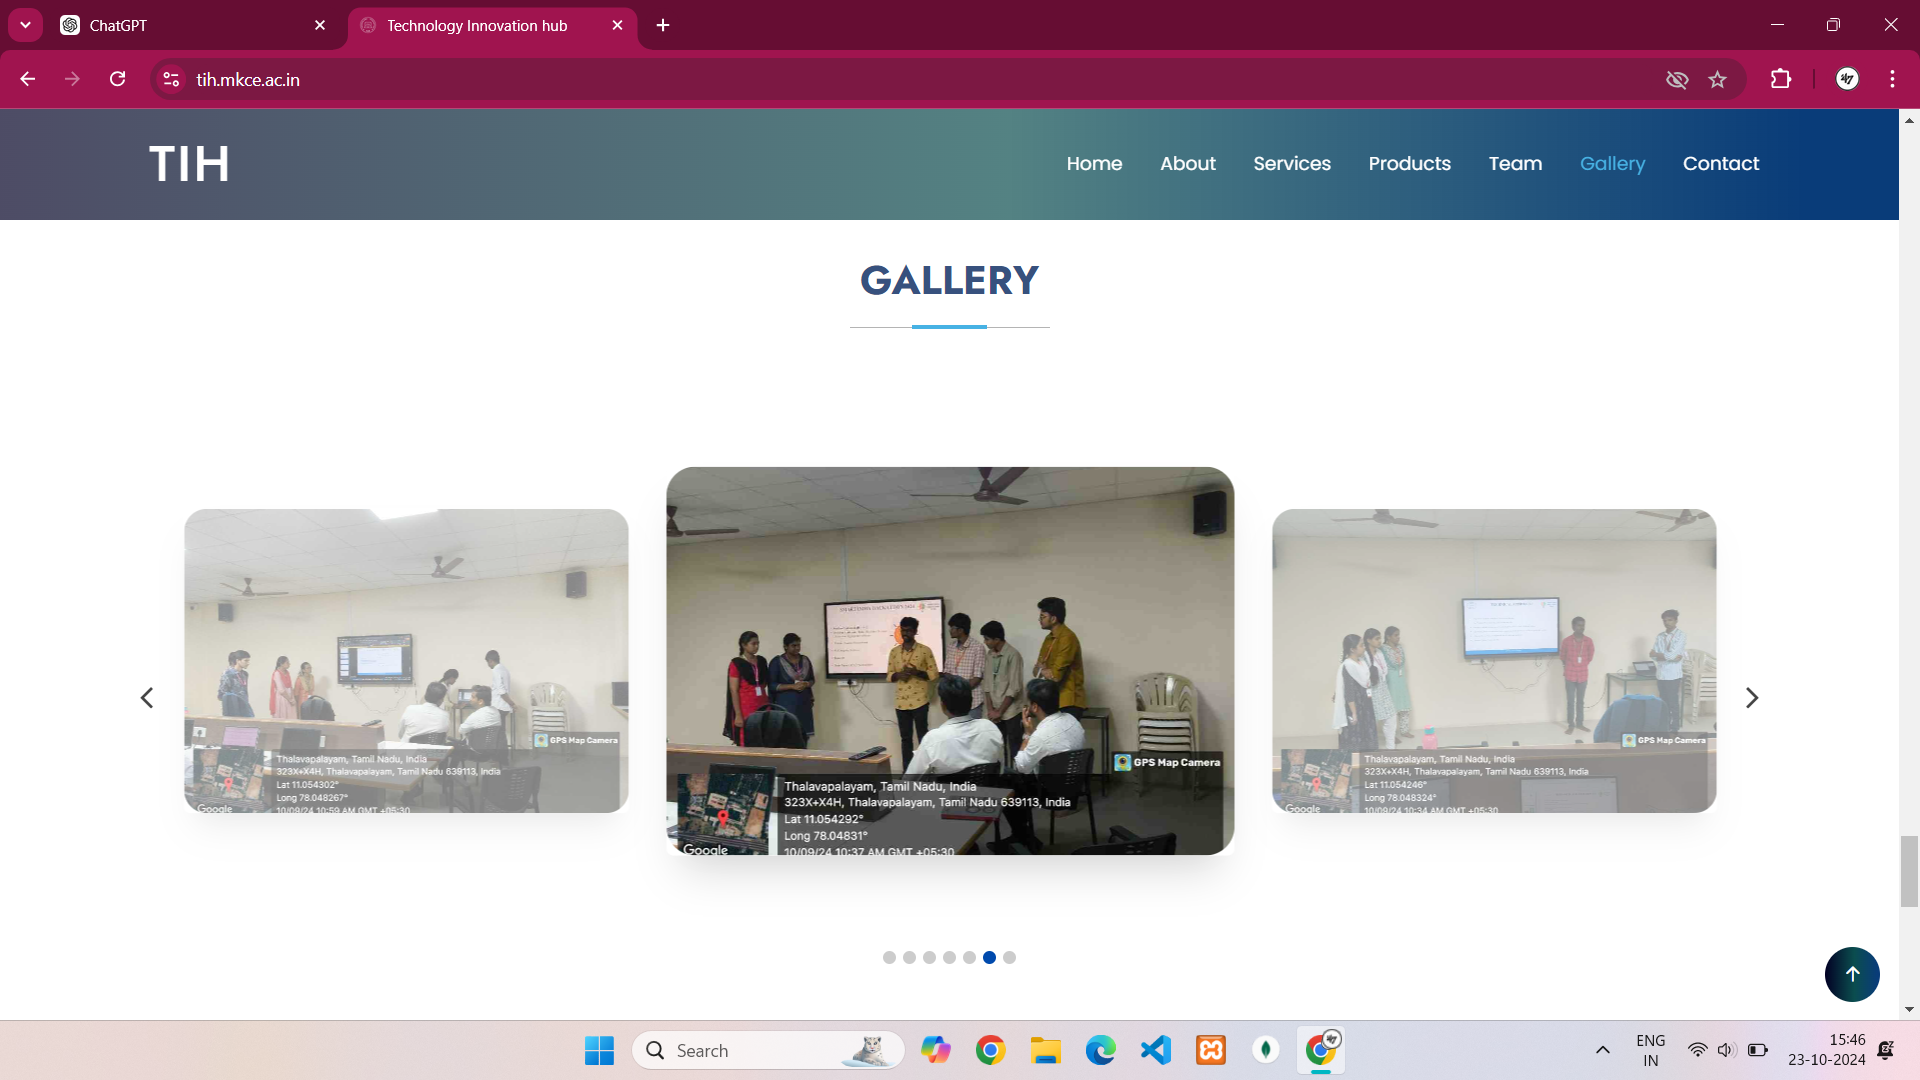 ChatGPT
Technology Innovation hub
tih.mkce.ac.in
TIH
Home
About
Services
Products
Team
Gallery
Contact
GALLERY
GPS Map Camera
Thalavapalayam, Tamil Nadu, India
323X+X4H, Thalavapalayam, Tamil Nadu 639113, India
Lat 11.054302°
Long 78.048267°
10/09/24 10:59 AM GMT +05:30
Google
GPS Map Camera
Thalavapalayam, Tamil Nadu, India
323X+X4H, Thalavapalayam, Tamil Nadu 639113, India
Lat 11.054292°
Long 78.04831°
10/09/24 10:37 AM GMT +05:30
Google
GPS Map Camera
Thalavapalayam, Tamil Nadu, India
323X+X4H, Thalavapalayam, Tamil Nadu 639113, India
Lat 11.054246°
Long 78.048324°
10/09/24 10:34 AM GMT +05:30
Google
Search
ENG
IN
15:46
23-10-2024